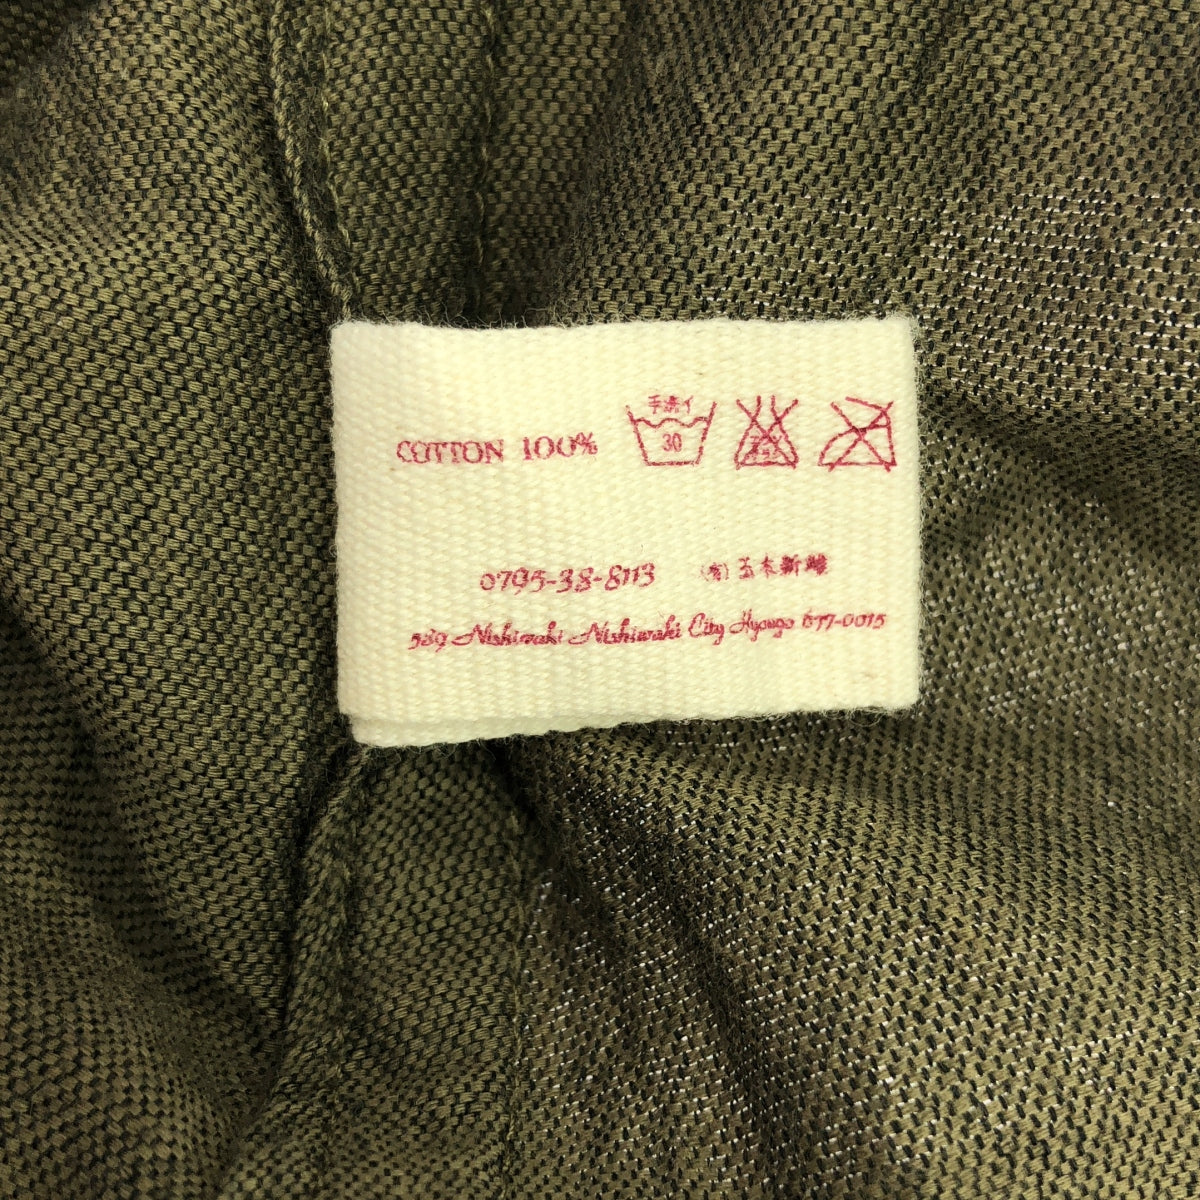 手洗イ
COTTON 100% 30
0795-38-8113 (有)玉木新雌
589 Nishiwaki Nishiwaki City Hyougo 677-0015